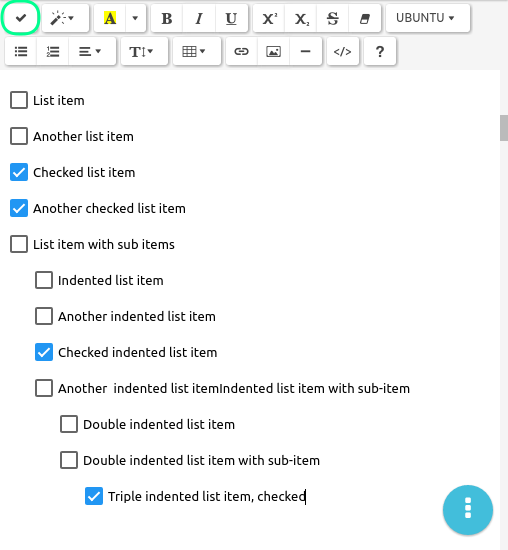 A B I U X² X₂ S UBUNTU
T </> ?
List item
Another list item
Checked list item
Another checked list item
List item with sub items
Indented list item
Another indented list item
Checked indented list item
Another  indented list itemIndented list item with sub-item
Double indented list item
Double indented list item with sub-item
Triple indented list item, checked